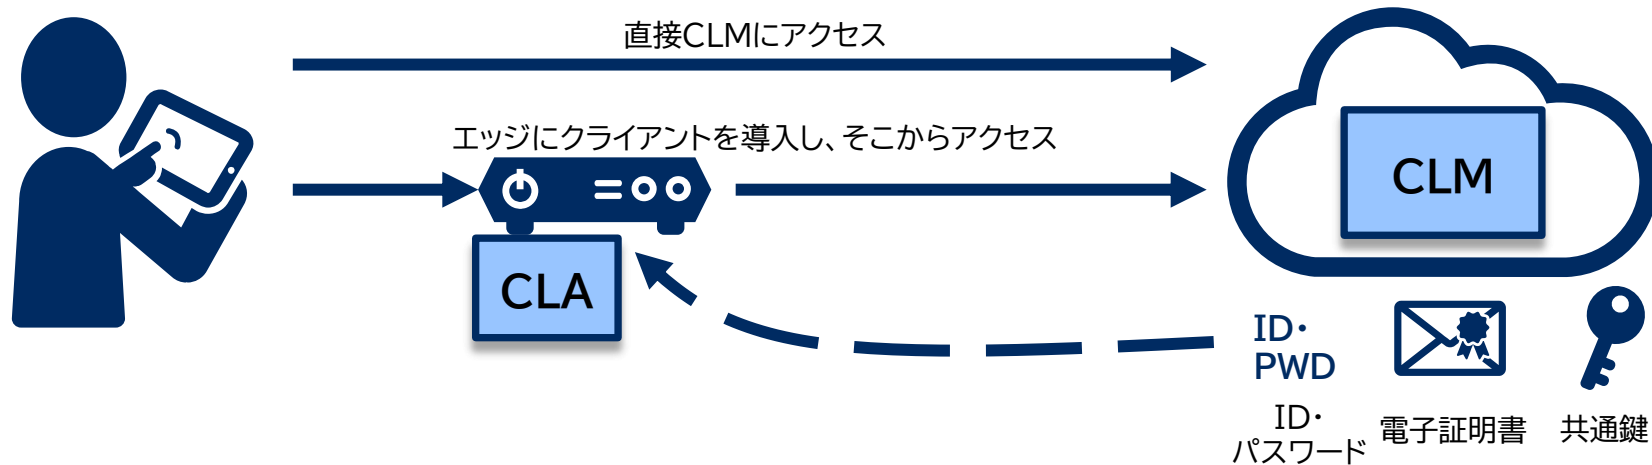 直接CLMにアクセス
エッジにクライアントを導入し、そこからアクセス
CLM
CLA
ID・
PWD
ID・
パスワード
電子証明書
共通鍵